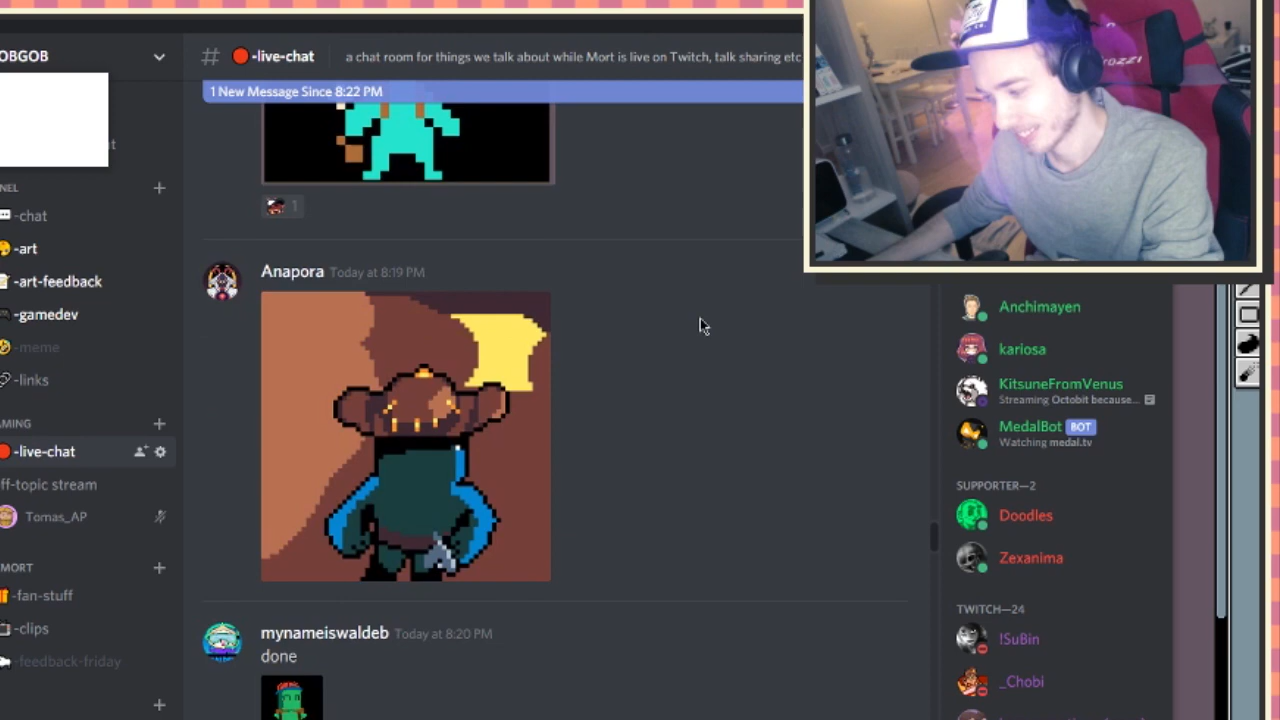 OBGOB
# -live-chat
a chat room for things we talk about while Mort is live on Twitch, talk sharing etc
1 New Message Since 8:22 PM
t
NEL
-chat
-art
-art-feedback
-gamedev
-meme
-links
AMING
-live-chat
ff-topic stream
Tomas_AP
MORT
-fan-stuff
-clips
-feedback-friday
1
Anapora Today at 8:19 PM
mynameiswaldeb Today at 8:20 PM
done
Anchimayen
kariosa
KitsuneFromVenus
Streaming Octobit because...
MedalBot BOT
Watching medal.tv
SUPPORTER—2
Doodles
Zexanima
TWITCH—24
!SuBin
_Chobi